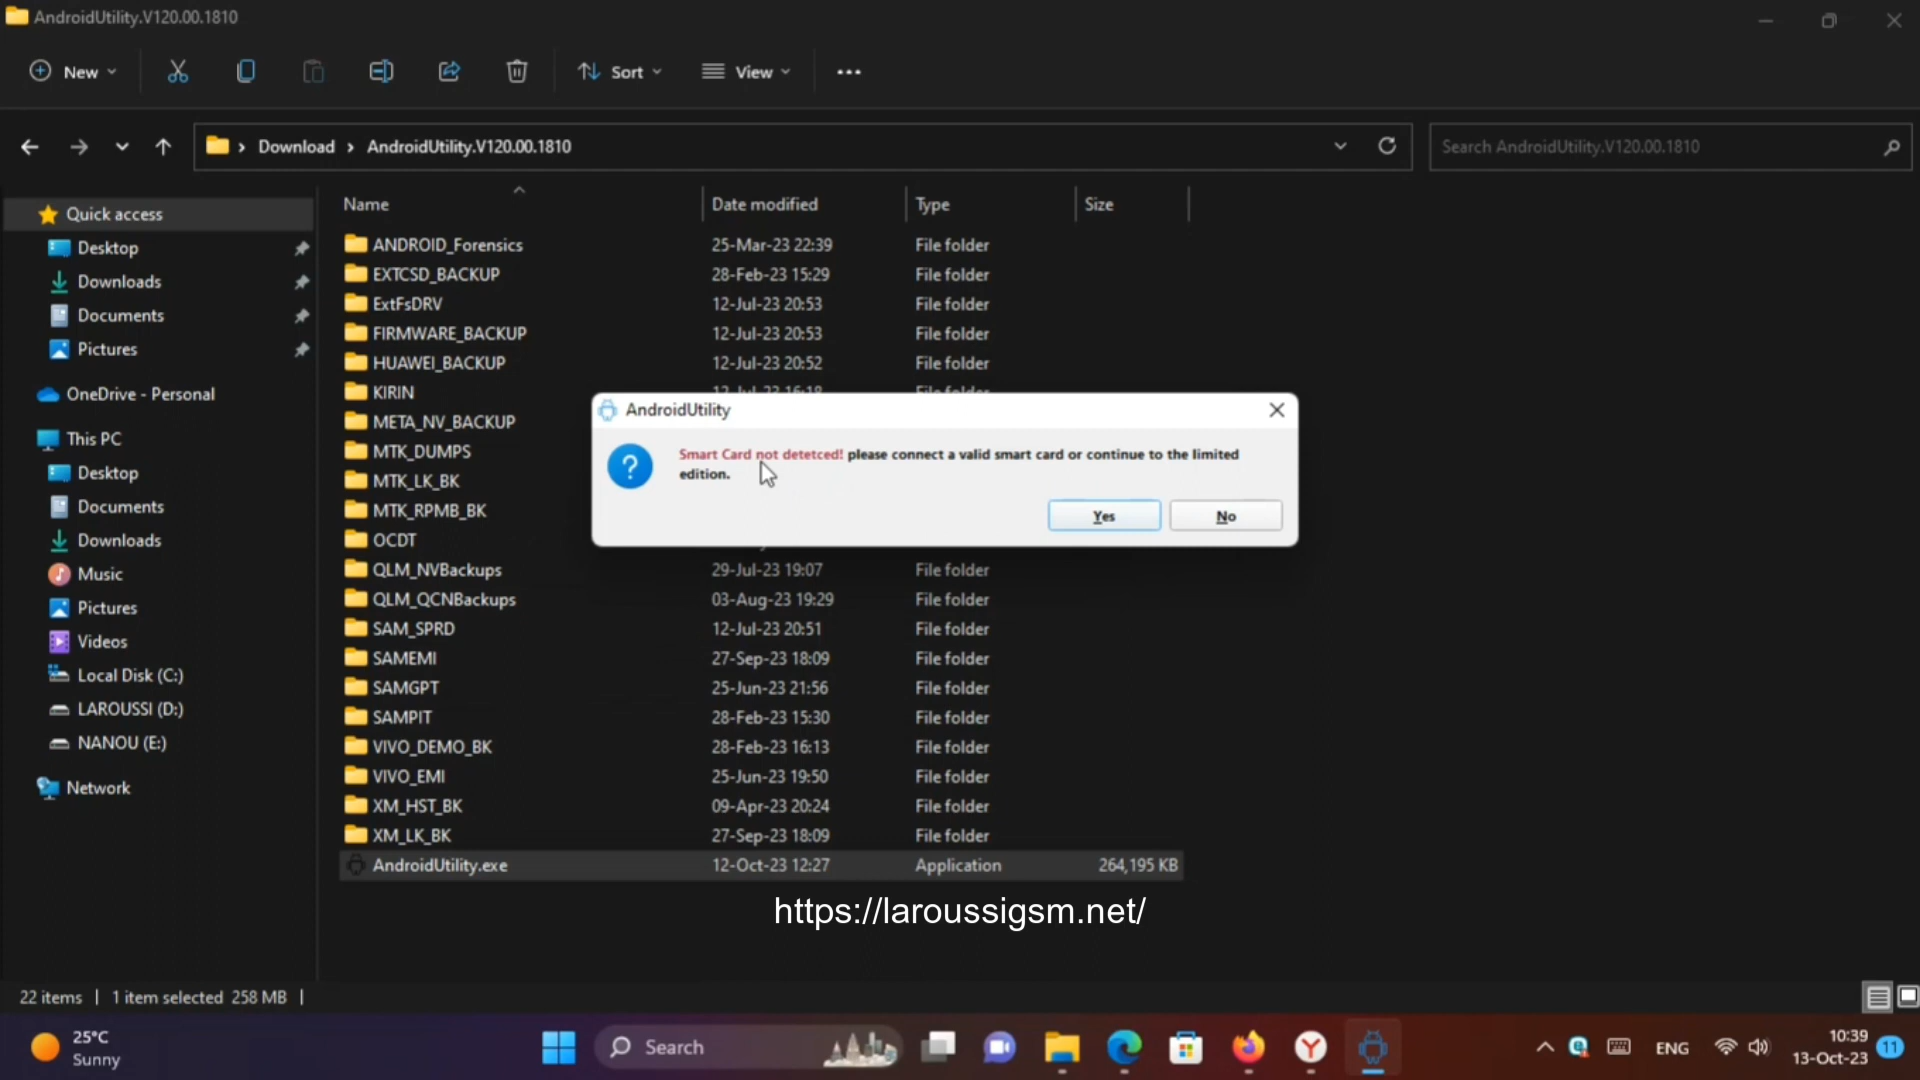 AndroidUtility.V120.00.1810
New
Sort
View
Download > AndroidUtility.V120.00.1810
Search AndroidUtility.V120.00.1810
Name Date modified Type Size
Quick access
Desktop
Downloads
Documents
Pictures
OneDrive - Personal
This PC
Desktop
Documents
Downloads
Music
Pictures
Videos
Local Disk (C:)
LAROUSSI (D:)
NANOU (E:)
Network
ANDROID_Forensics 25-Mar-23 22:39 File folder
EXTCSD_BACKUP 28-Feb-23 15:29 File folder
ExtFsDRV 12-Jul-23 20:53 File folder
FIRMWARE_BACKUP 12-Jul-23 20:53 File folder
HUAWEI_BACKUP 12-Jul-23 20:52 File folder
KIRIN 12-Jul-23 16:18 File folder
META_NV_BACKUP
MTK_DUMPS
MTK_LK_BK
MTK_RPMB_BK
OCDT
QLM_NVBackups 29-Jul-23 19:07 File folder
QLM_QCNBackups 03-Aug-23 19:29 File folder
SAM_SPRD 12-Jul-23 20:51 File folder
SAMEMI 27-Sep-23 18:09 File folder
SAMGPT 25-Jun-23 21:56 File folder
SAMPIT 28-Feb-23 15:30 File folder
VIVO_DEMO_BK 28-Feb-23 16:13 File folder
VIVO_EMI 25-Jun-23 19:50 File folder
XM_HST_BK 09-Apr-23 20:24 File folder
XM_LK_BK 27-Sep-23 18:09 File folder
AndroidUtility.exe 12-Oct-23 12:27 Application 264,195 KB
AndroidUtility
Smart Card not detetced! please connect a valid smart card or continue to the limited
edition.
Yes No
https://laroussigsm.net/
22 items | 1 item selected 258 MB |
25°C
Sunny
Search
ENG
10:39
13-Oct-23
11